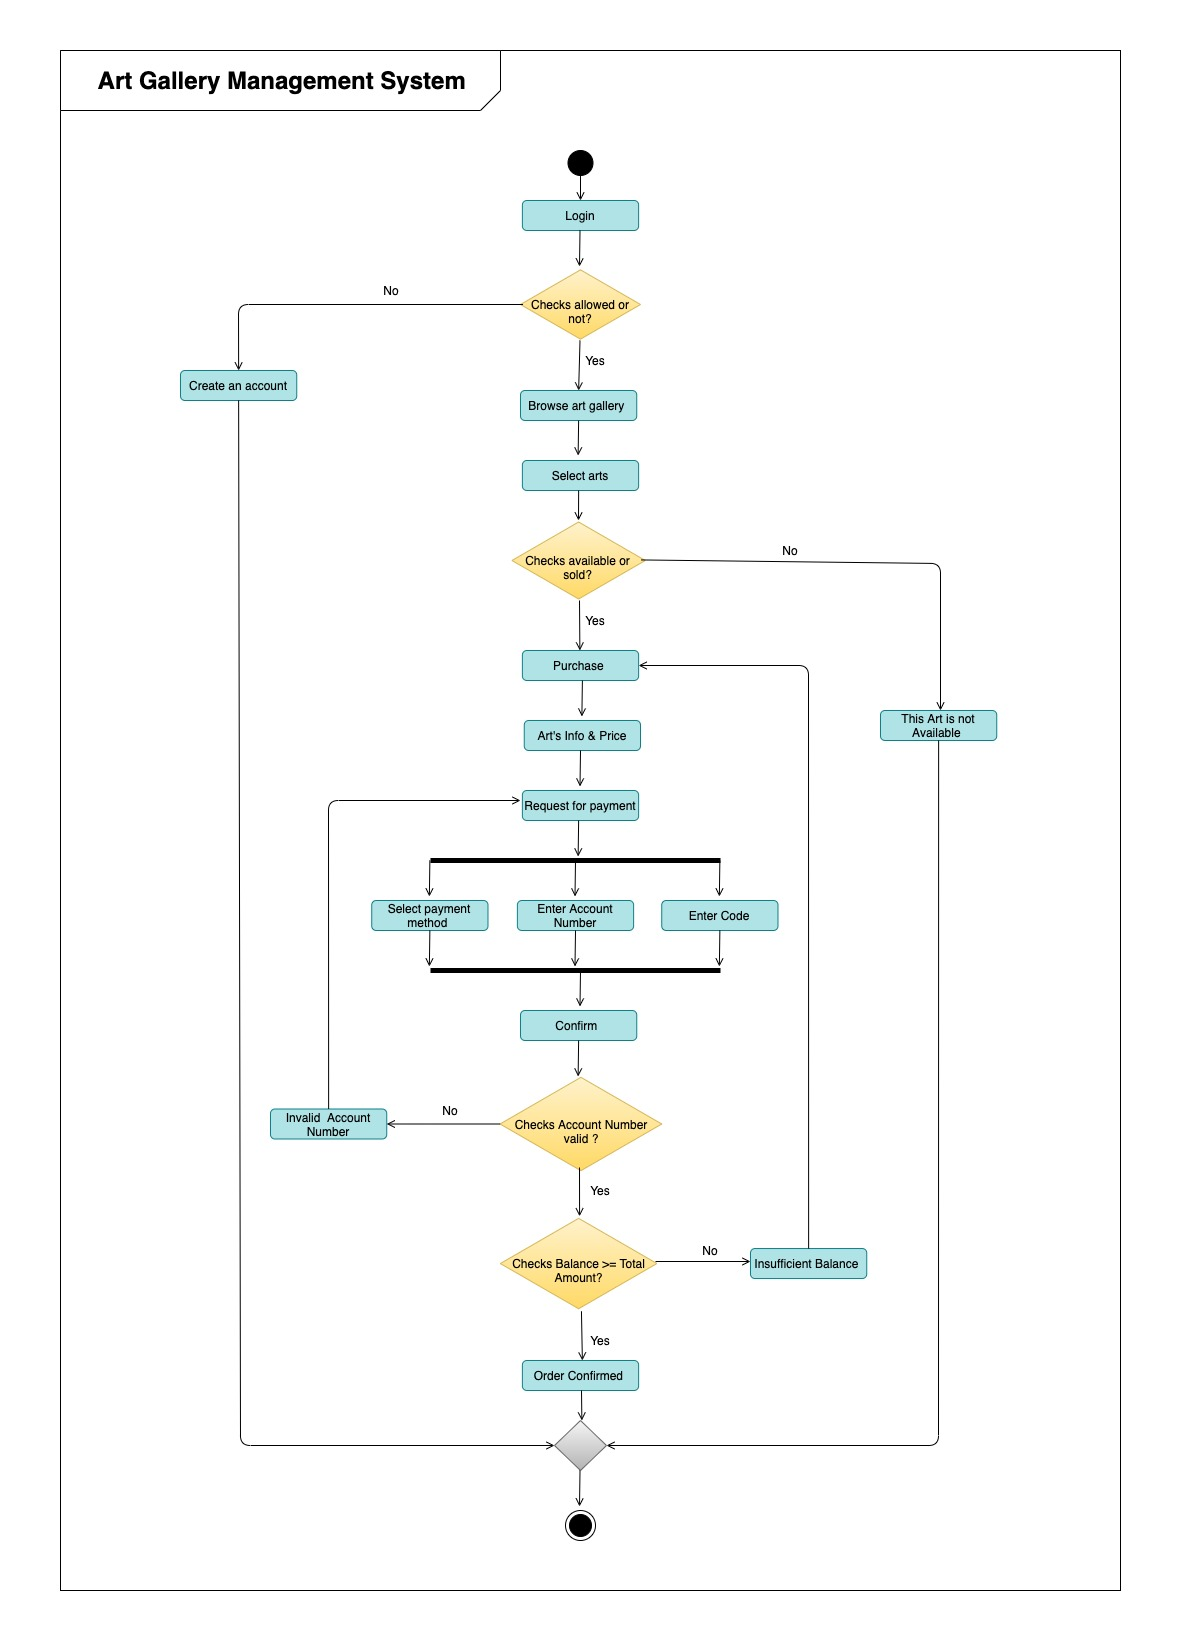 Art Gallery Management System
Login
Checks allowed or
not?
No
Yes
Create an account
Browse art gallery
Select arts
Checks available or
sold?
No
Yes
Purchase
This Art is not
Available
Art's Info & Price
Request for payment
Select payment
method
Enter Account
Number
Enter Code
Confirm
Checks Account Number
valid ?
No
Invalid  Account
Number
Yes
Checks Balance >= Total
Amount?
No
Insufficient Balance
Yes
Order Confirmed